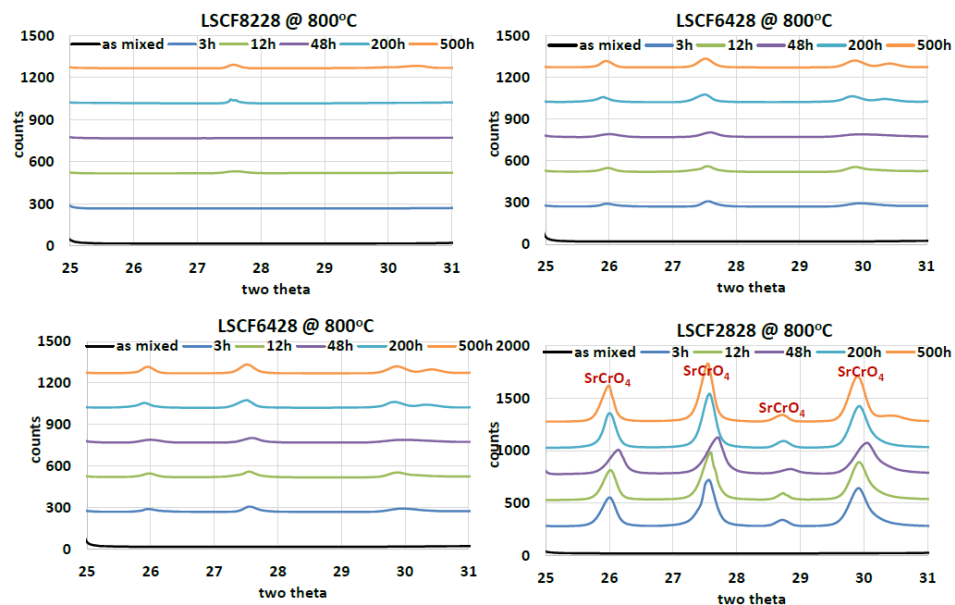 LSCF8228 @ 800°C
as mixed 3h 12h 48h 200h 500h
1500
1200
900
600
300
0
counts
25 26 27 28 29 30 31
two theta
LSCF6428 @ 800°C
as mixed 3h 12h 48h 200h 500h
1500
1200
900
600
300
0
counts
25 26 27 28 29 30 31
two theta
LSCF6428 @ 800°C
as mixed 3h 12h 48h 200h 500h
1500
1200
900
600
300
0
counts
25 26 27 28 29 30 31
two theta
LSCF2828 @ 800°C
as mixed 3h 12h 48h 200h 500h
SrCrO₄ SrCrO₄ SrCrO₄ SrCrO₄
2000
1500
1000
500
0
counts
25 26 27 28 29 30 31
two theta